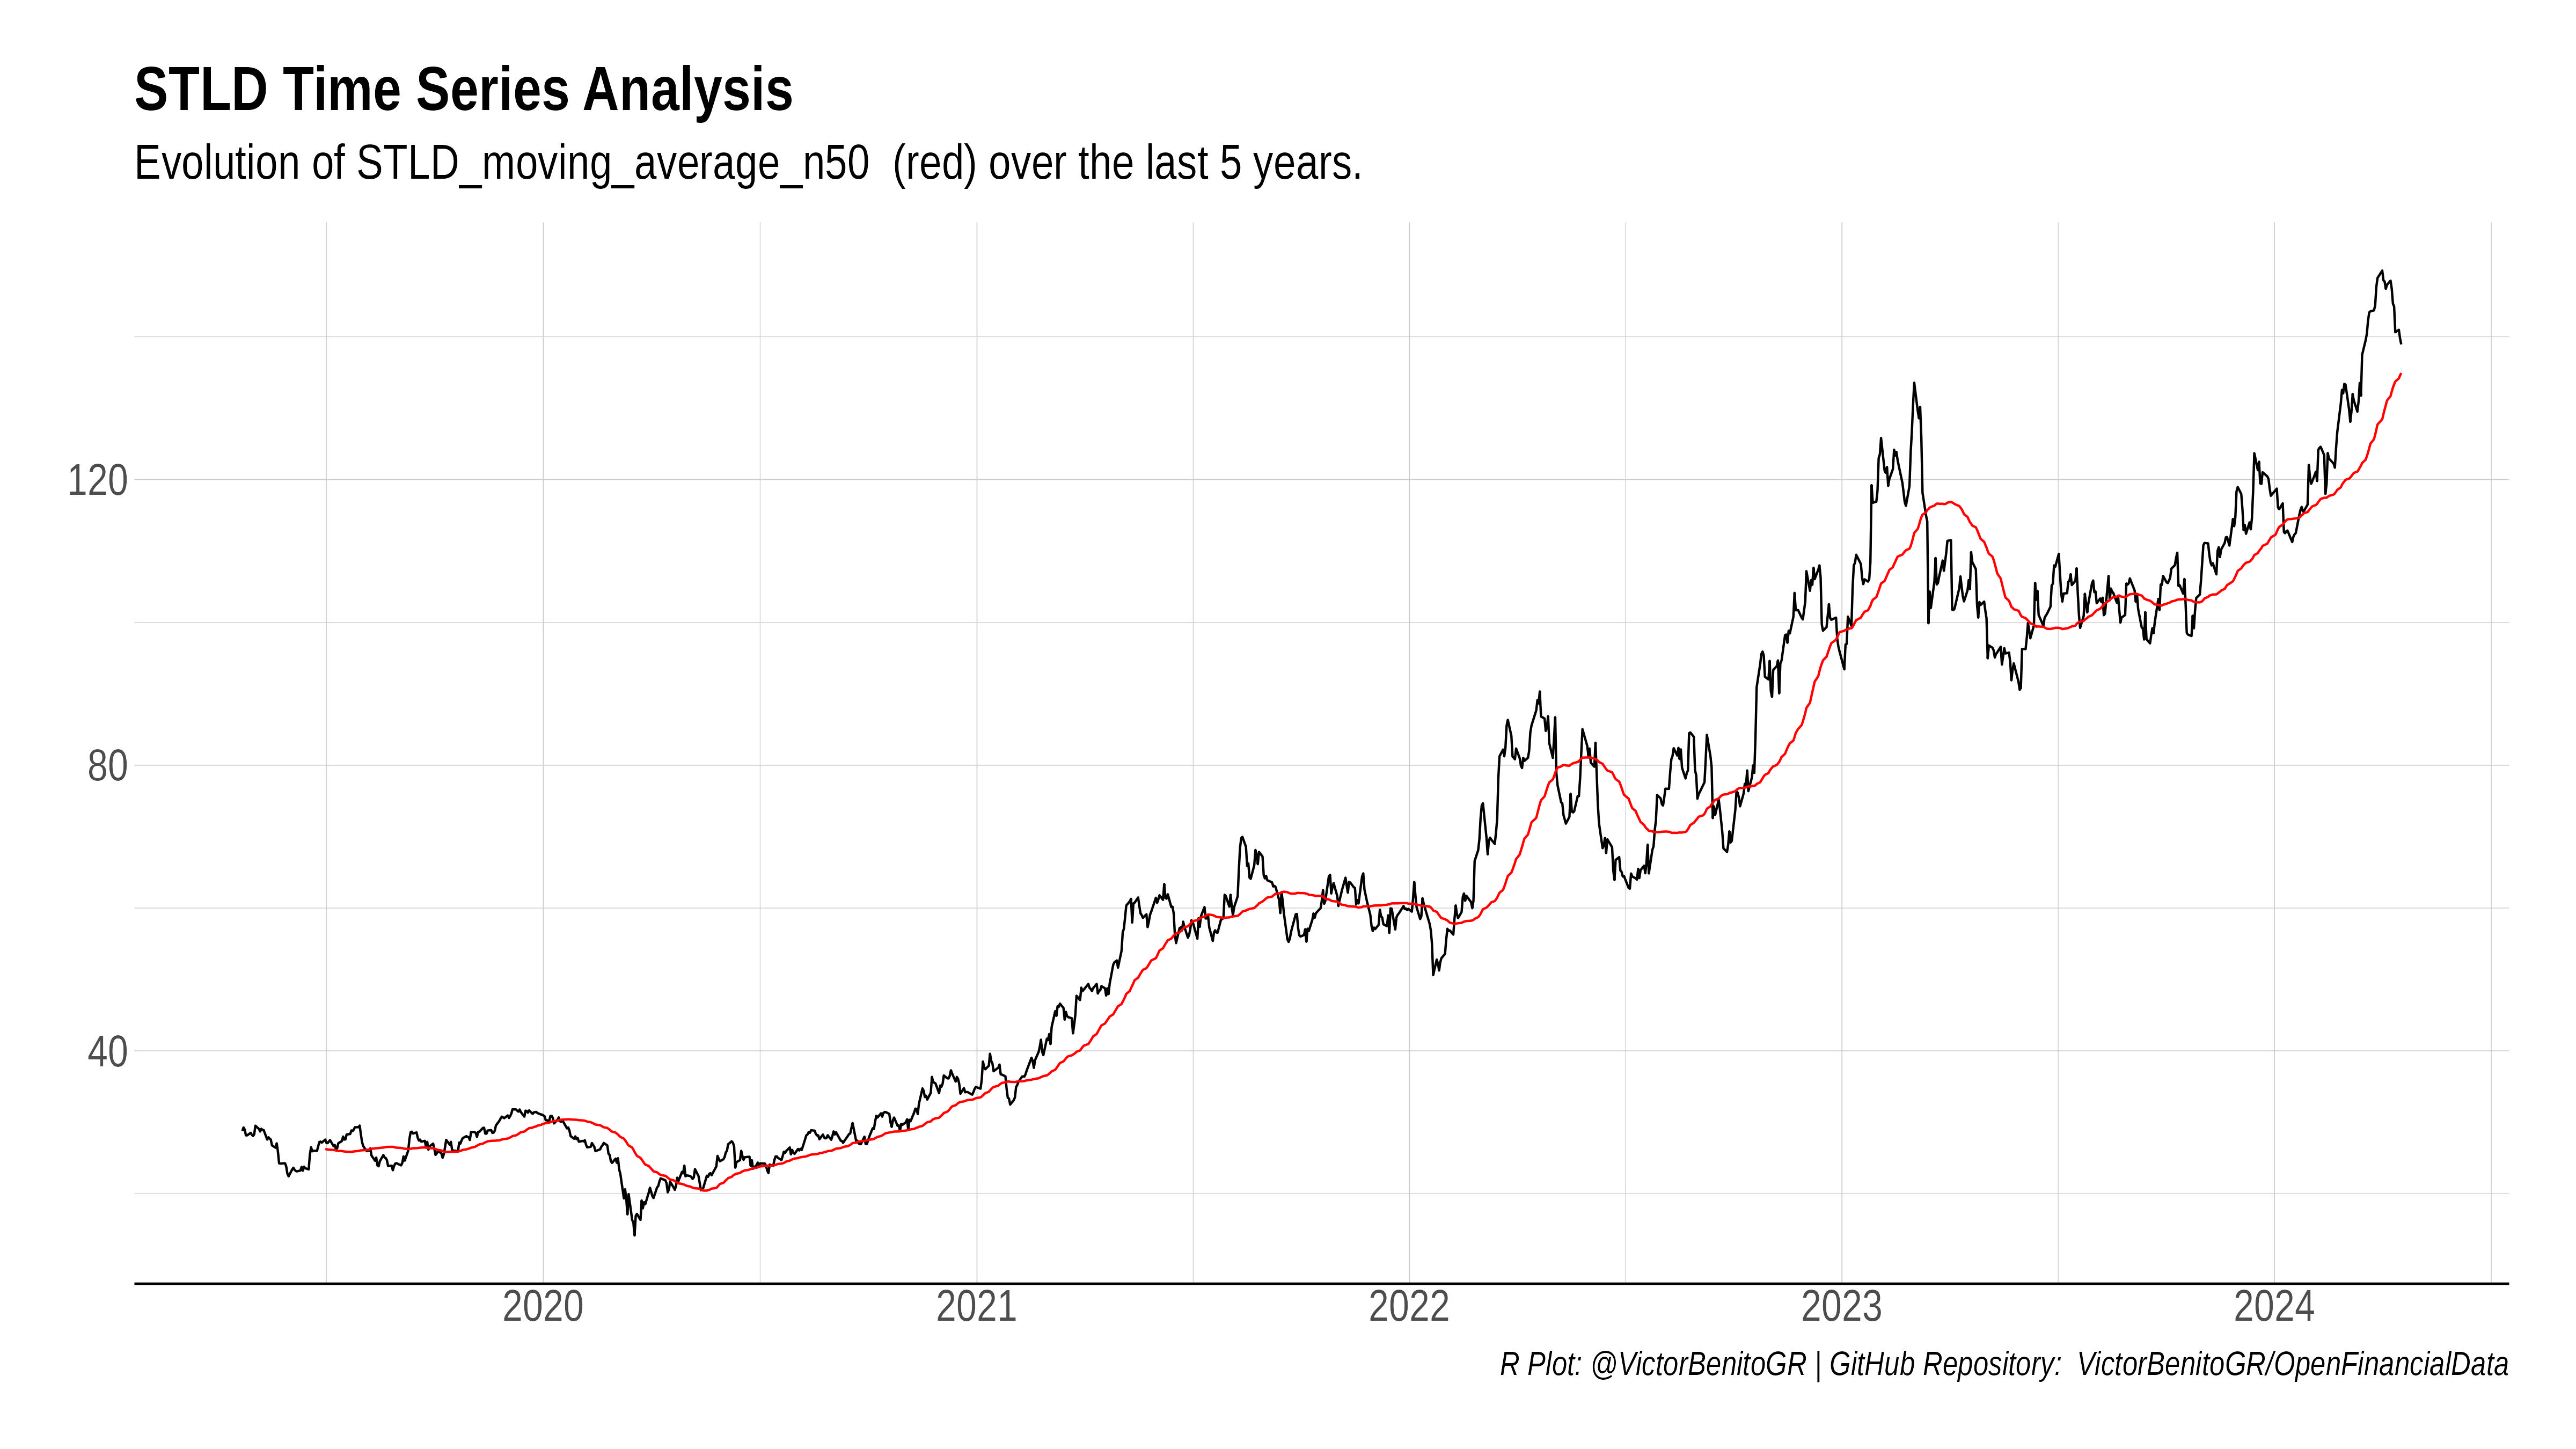 STLD Time Series Analysis
Evolution of STLD_moving_average_n50  (red) over the last 5 years.
120
80
40
2020 2021 2022 2023 2024
R Plot: @VictorBenitoGR | GitHub Repository:  VictorBenitoGR/OpenFinancialData